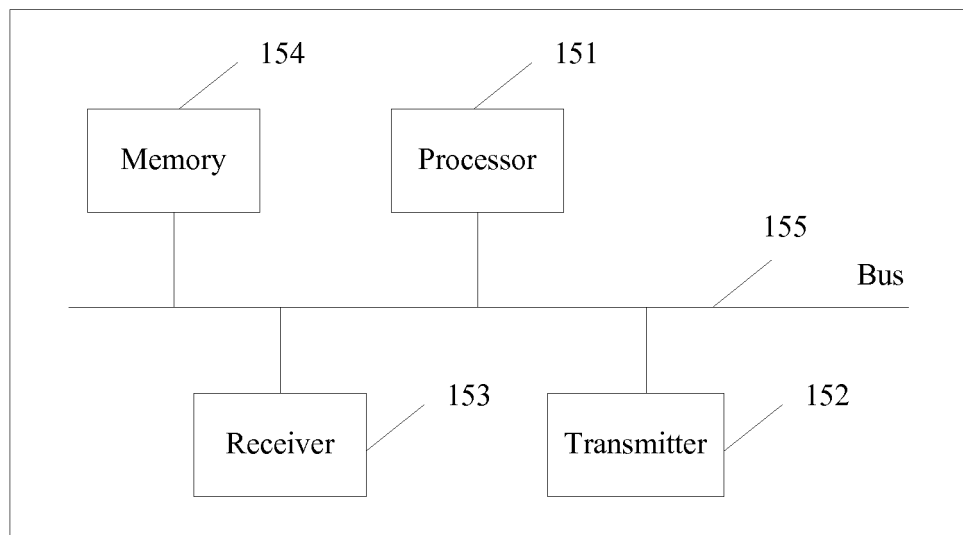 154
151
Memory
Processor
155
Bus
153
152
Receiver
Transmitter